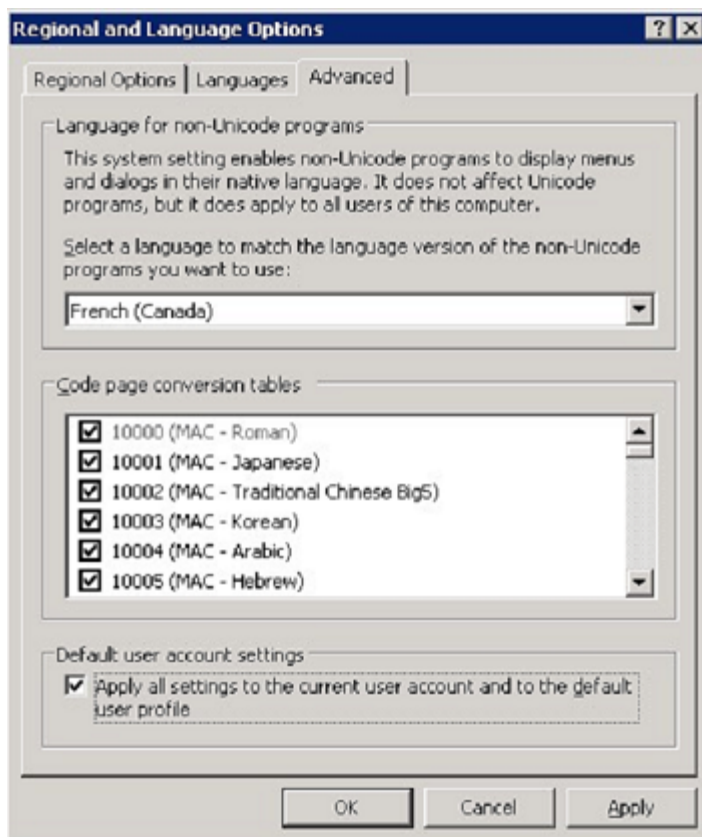 Regional and Language Options
Regional Options Languages Advanced
Language for non-Unicode programs
This system setting enables non-Unicode programs to display menus
and dialogs in their native language. It does not affect Unicode
programs, but it does apply to all users of this computer.
Select a language to match the language version of the non-Unicode
programs you want to use:
French (Canada)
Code page conversion tables
10000 (MAC - Roman)
10001 (MAC - Japanese)
10002 (MAC - Traditional Chinese Big5)
10003 (MAC - Korean)
10004 (MAC - Arabic)
10005 (MAC - Hebrew)
Default user account settings
Apply all settings to the current user account and to the default
user profile
OK Cancel Apply